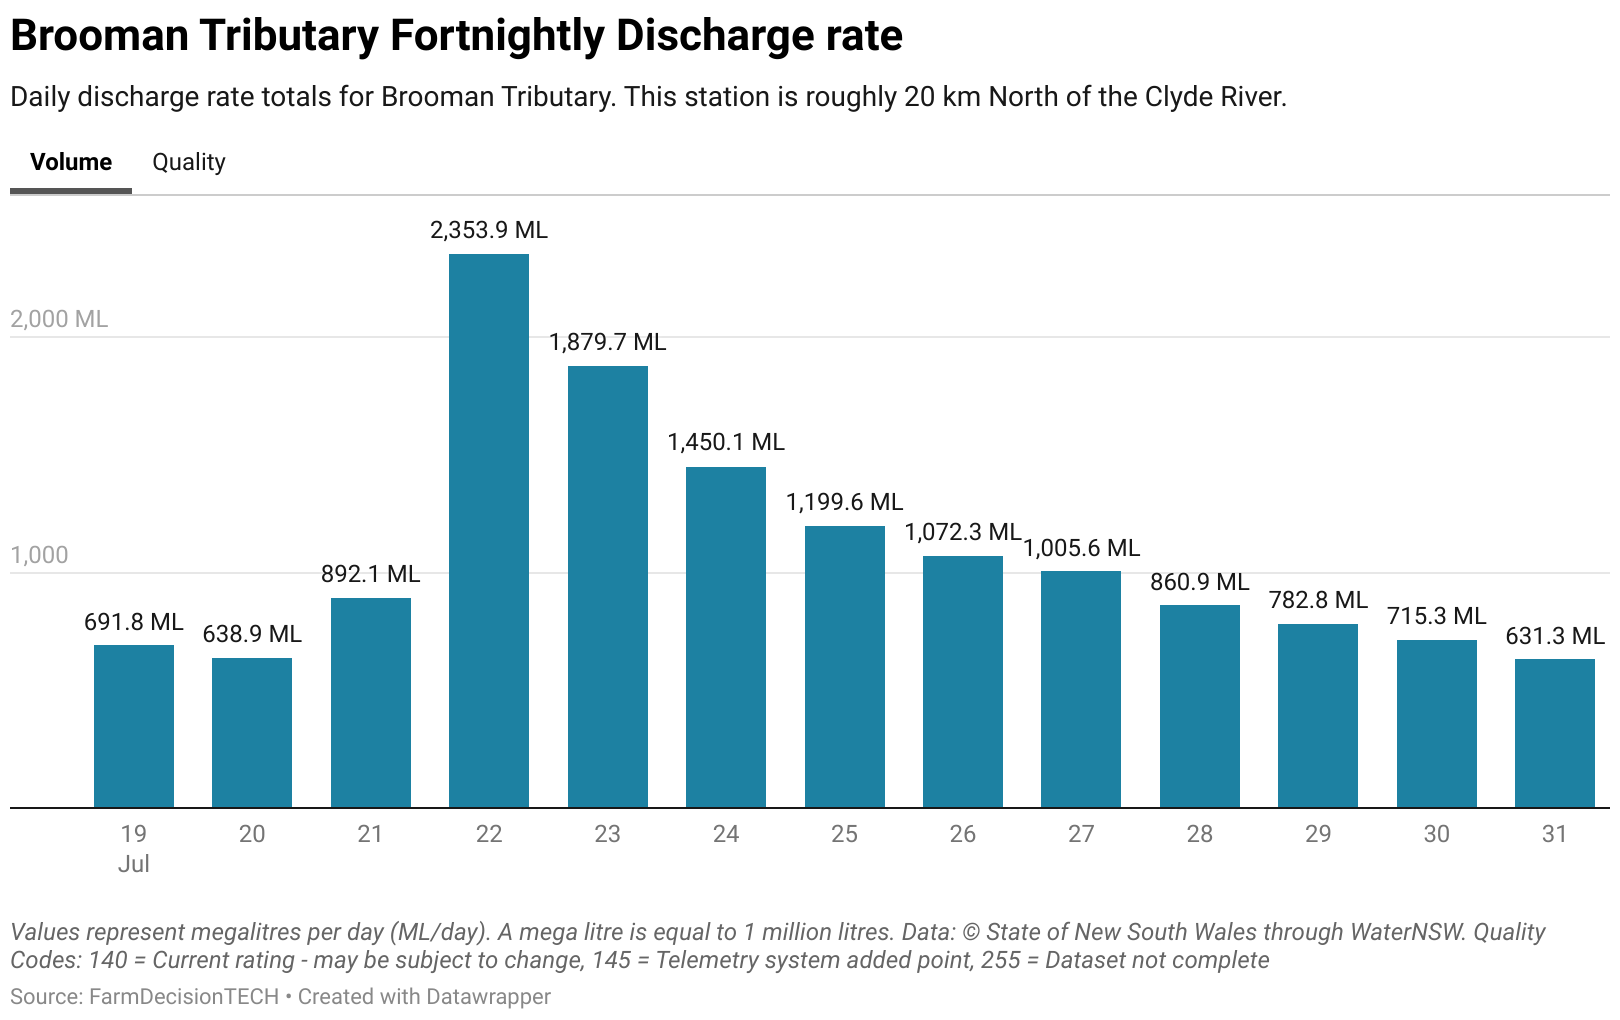 Brooman Tributary Fortnightly Discharge rate
Daily discharge rate totals for Brooman Tributary. This station is roughly 20 km North of the Clyde River.
Volume Quality
2,353.9 ML
2,000 ML
1,879.7 ML
1,450.1 ML
1,199.6 ML
1,072.3 ML
1,005.6 ML
1,000
892.1 ML
860.9 ML
782.8 ML
715.3 ML
691.8 ML
638.9 ML
631.3 ML
19 20 21 22 23 24 25 26 27 28 29 30 31
Jul
Values represent megalitres per day (ML/day). A mega litre is equal to 1 million litres. Data: © State of New South Wales through WaterNSW. Quality
Codes: 140 = Current rating - may be subject to change, 145 = Telemetry system added point, 255 = Dataset not complete
Source: FarmDecisionTECH • Created with Datawrapper